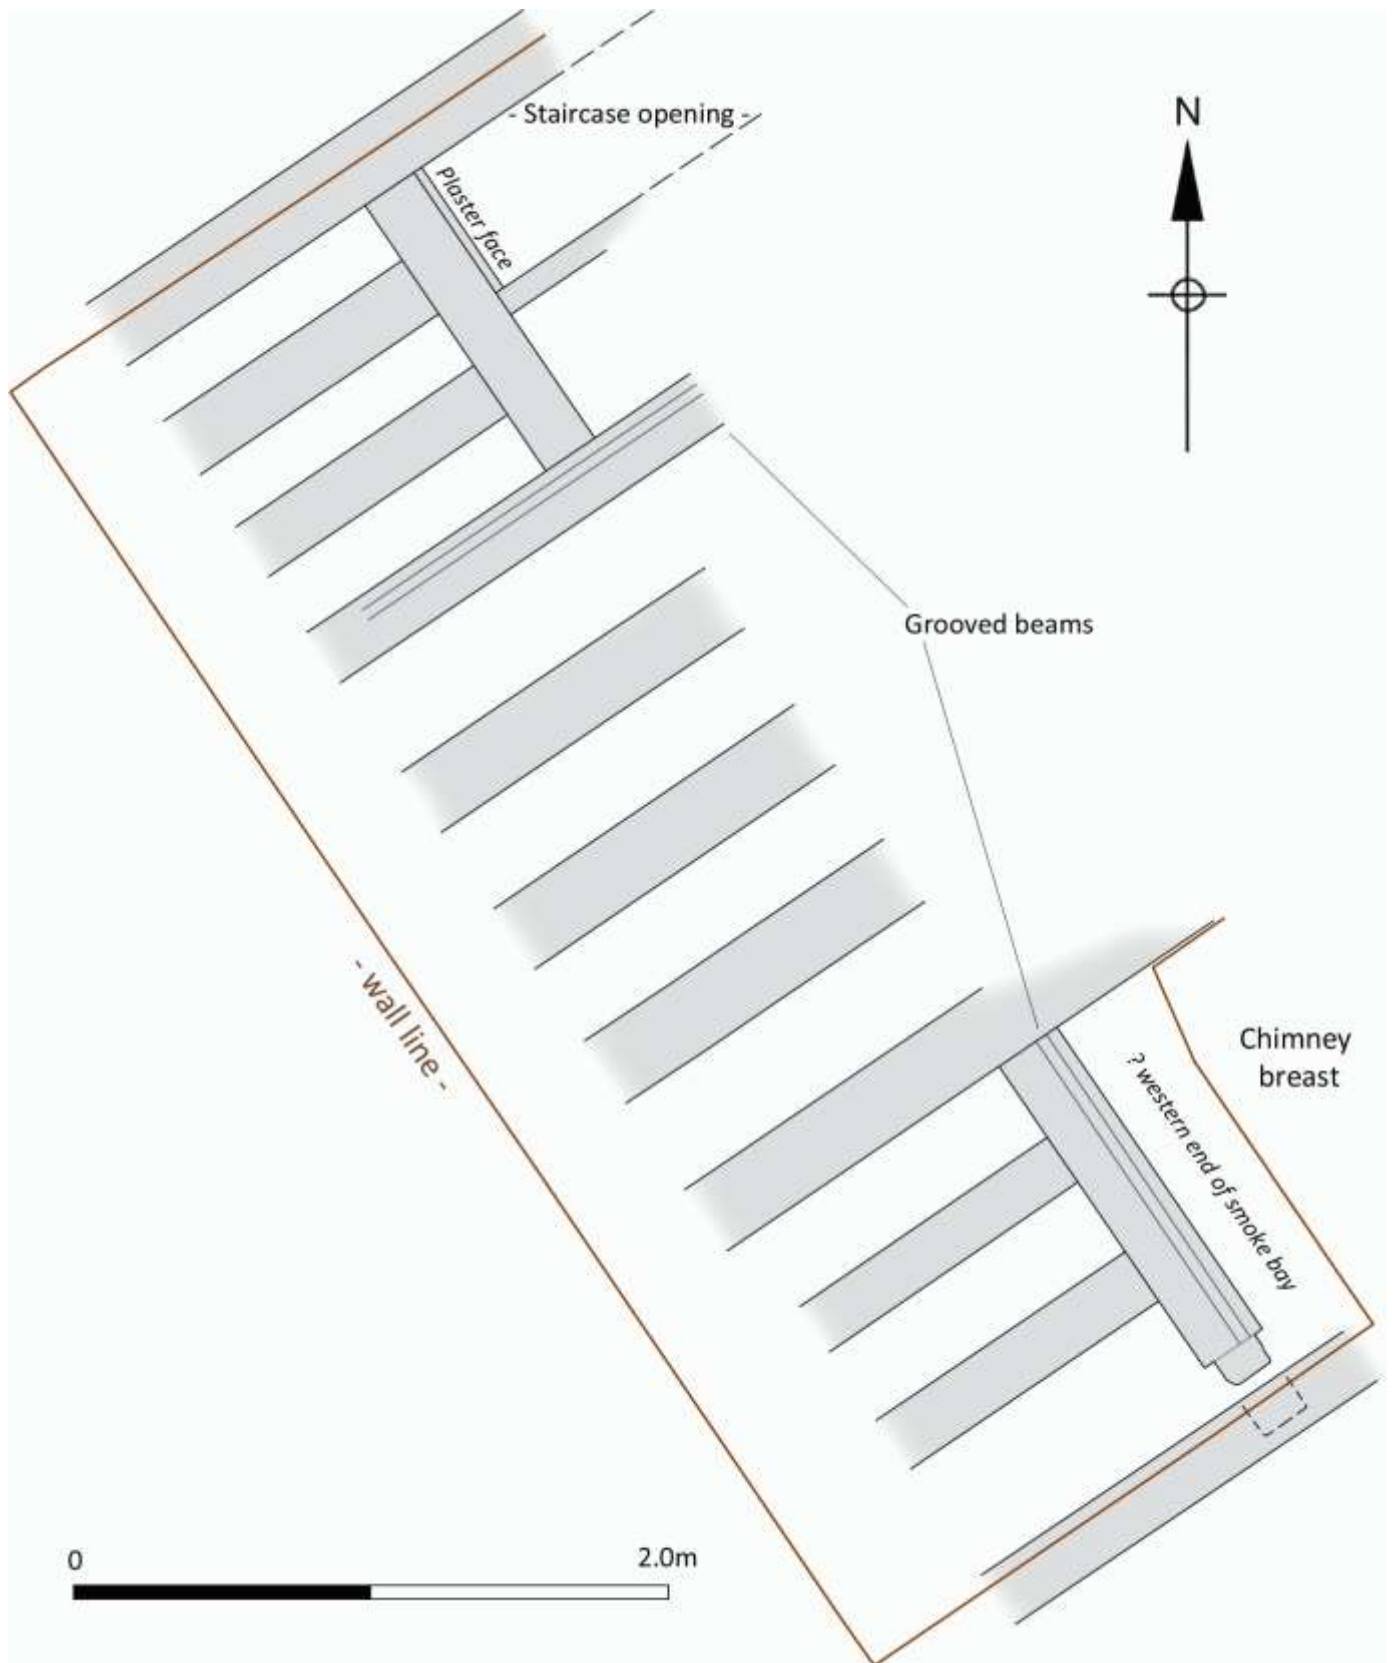 N
- Staircase opening -
Plaster face
Grooved beams
- wall line -
Chimney
breast
? western end of smoke bay
0
2.0m